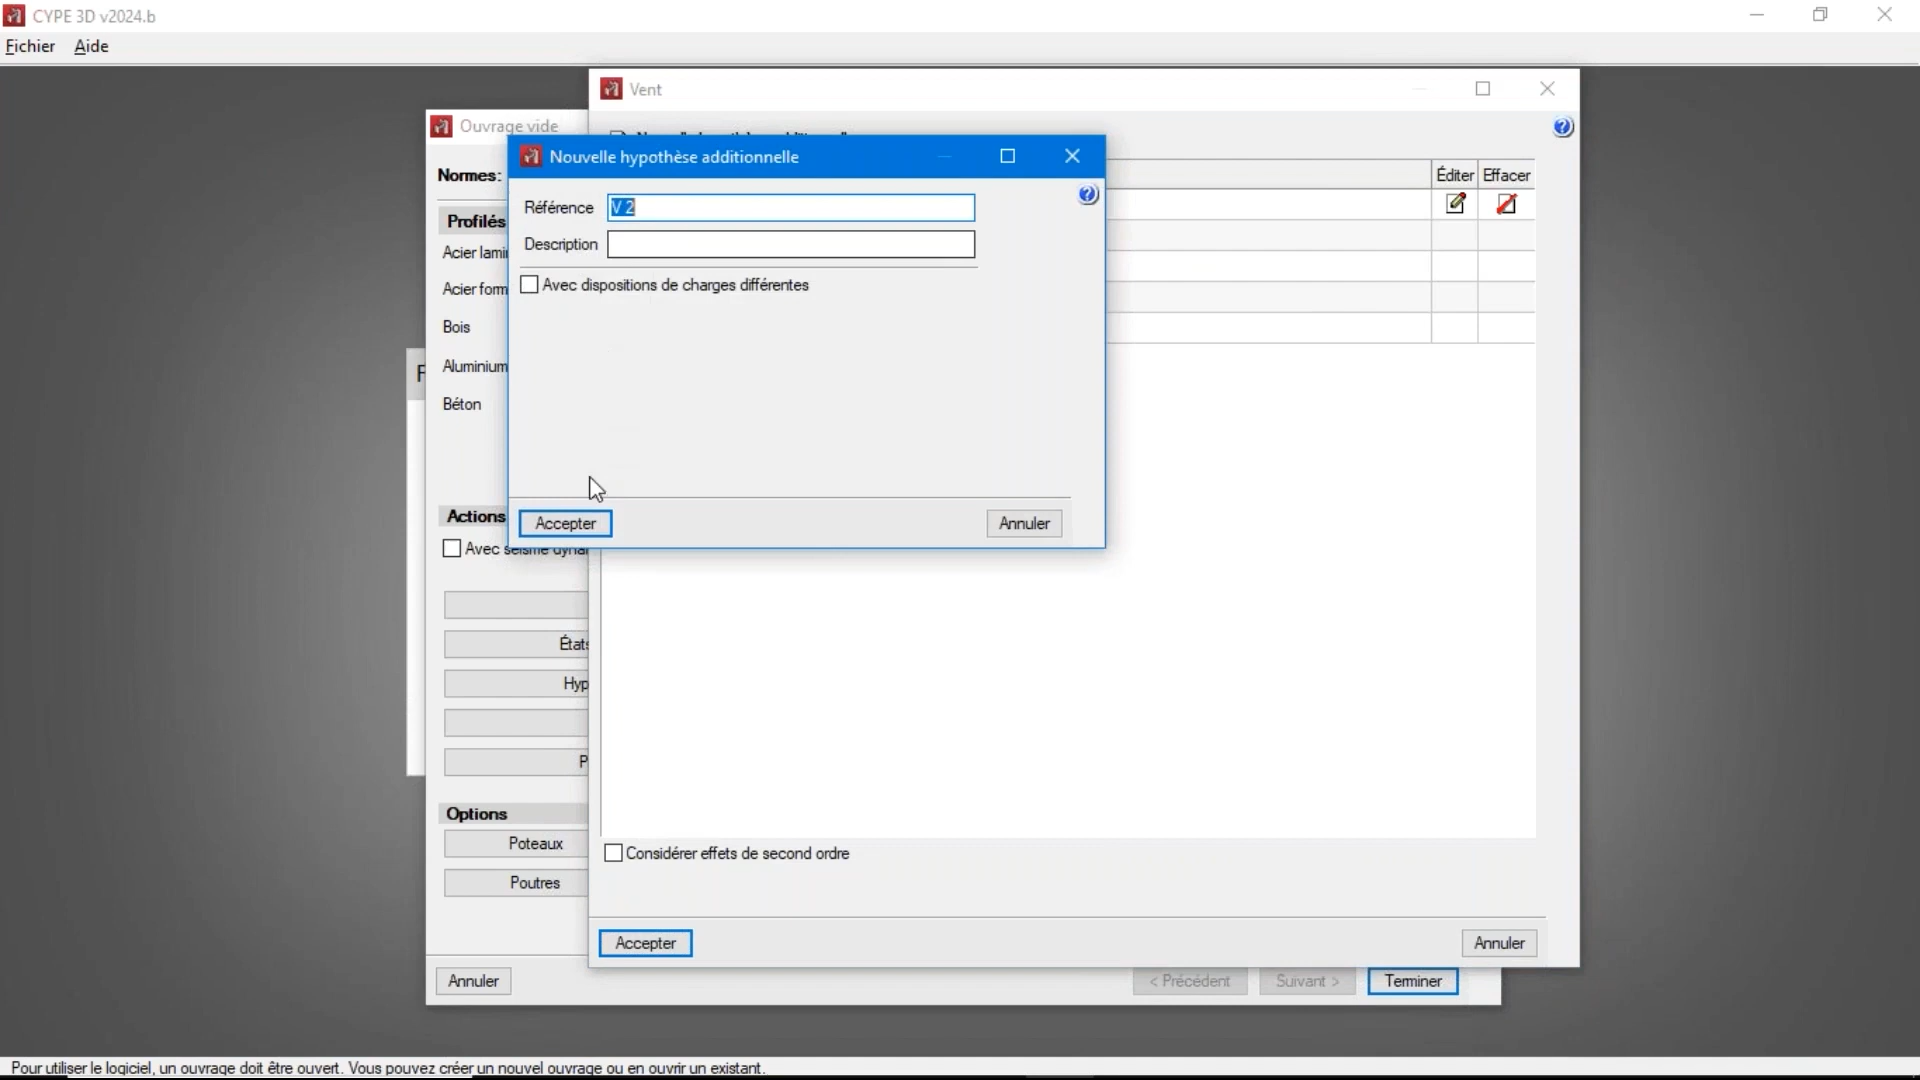 CYPE 3D v2024.b
Fichier Aide
Vent
Ouvrage vide
Nouvelle hypothèse additionnelle
Normes:
Éditer Effacer
Référence V 2
Profilés
Description
Acier lami
Avec dispositions de charges différentes
Acier form
Bois
Aluminium
Béton
F
Actions
Accepter Annuler
Avec séisme dyna
États
Hyp
P
Options
Poteaux
Considérer effets de second ordre
Poutres
Accepter Annuler
Annuler < Précédent Suivant > Terminer
Pour utiliser le logiciel, un ouvrage doit être ouvert. Vous pouvez créer un nouvel ouvrage ou en ouvrir un existant.